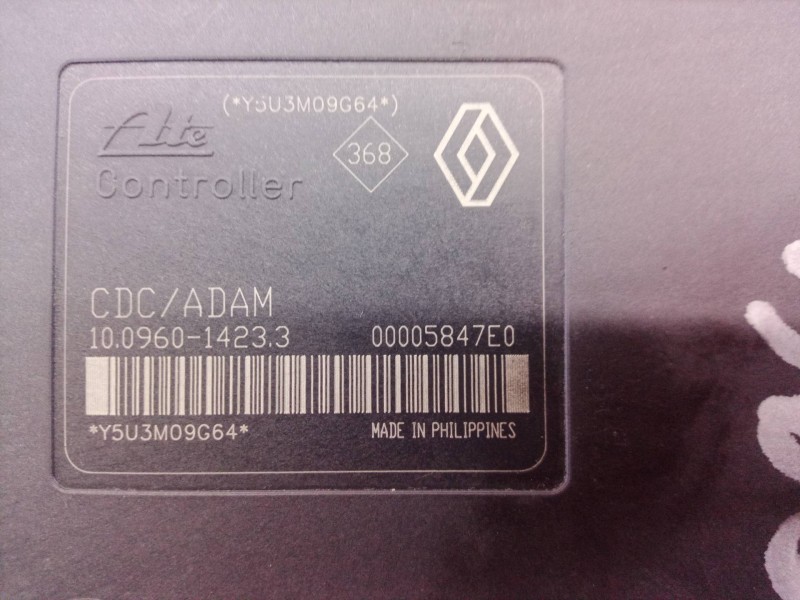 (*Y5U3M09G64*)
Ate
368
Controller
CDC/ADAM
10.0960-1423.3 00005847E0
*Y5U3M09G64* MADE IN PHILIPPINES